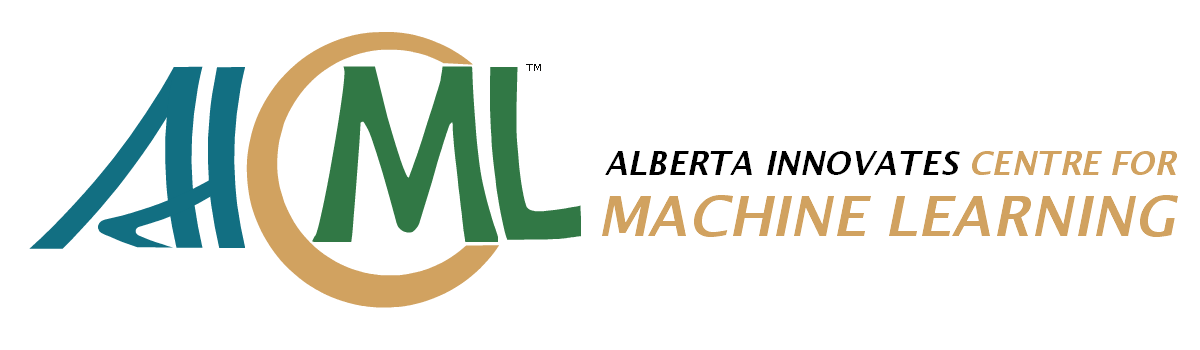 AICML™
ALBERTA INNOVATES CENTRE FOR
MACHINE LEARNING